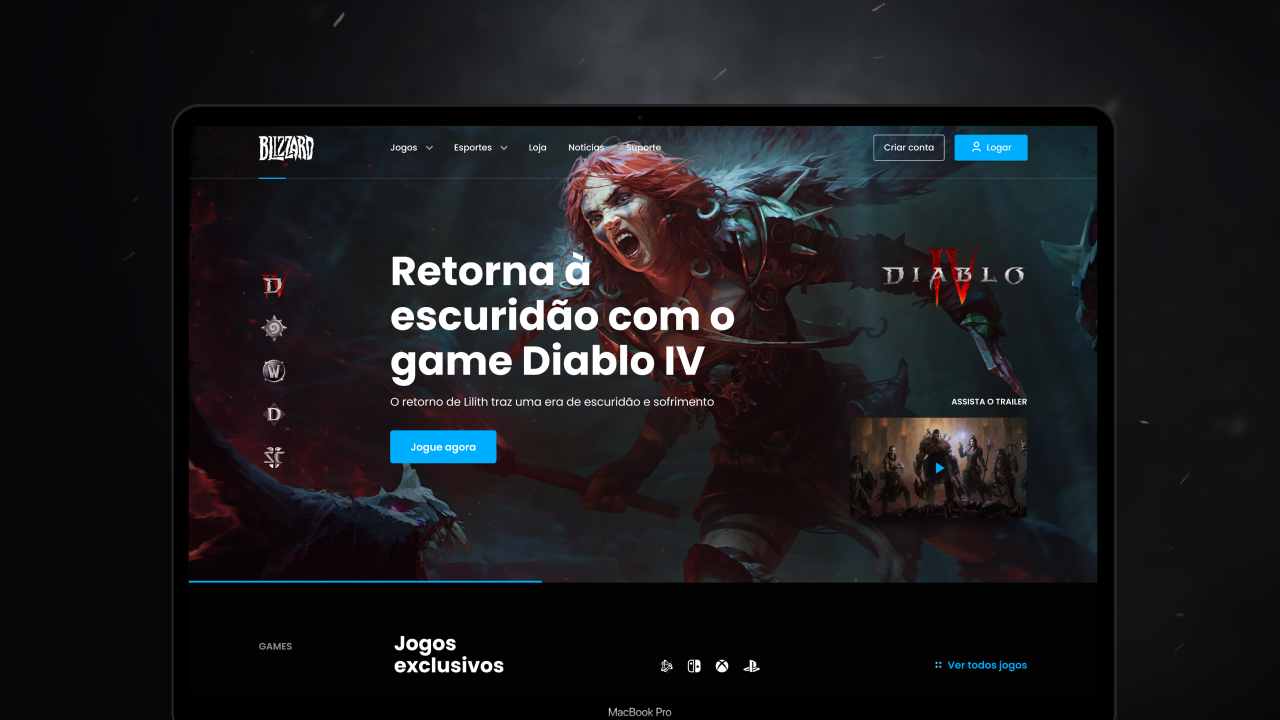 BLIZZARD
Jogos
Esportes
Loja
Noticías
Suporte
Criar conta
Logar
Retorna à
escuridão com o
game Diablo IV
O retorno de Lilith traz uma era de escuridão e sofrimento
Jogue agora
DIABLO IV
ASSISTA O TRAILER
GAMES
Jogos
exclusivos
Ver todos jogos
MacBook Pro